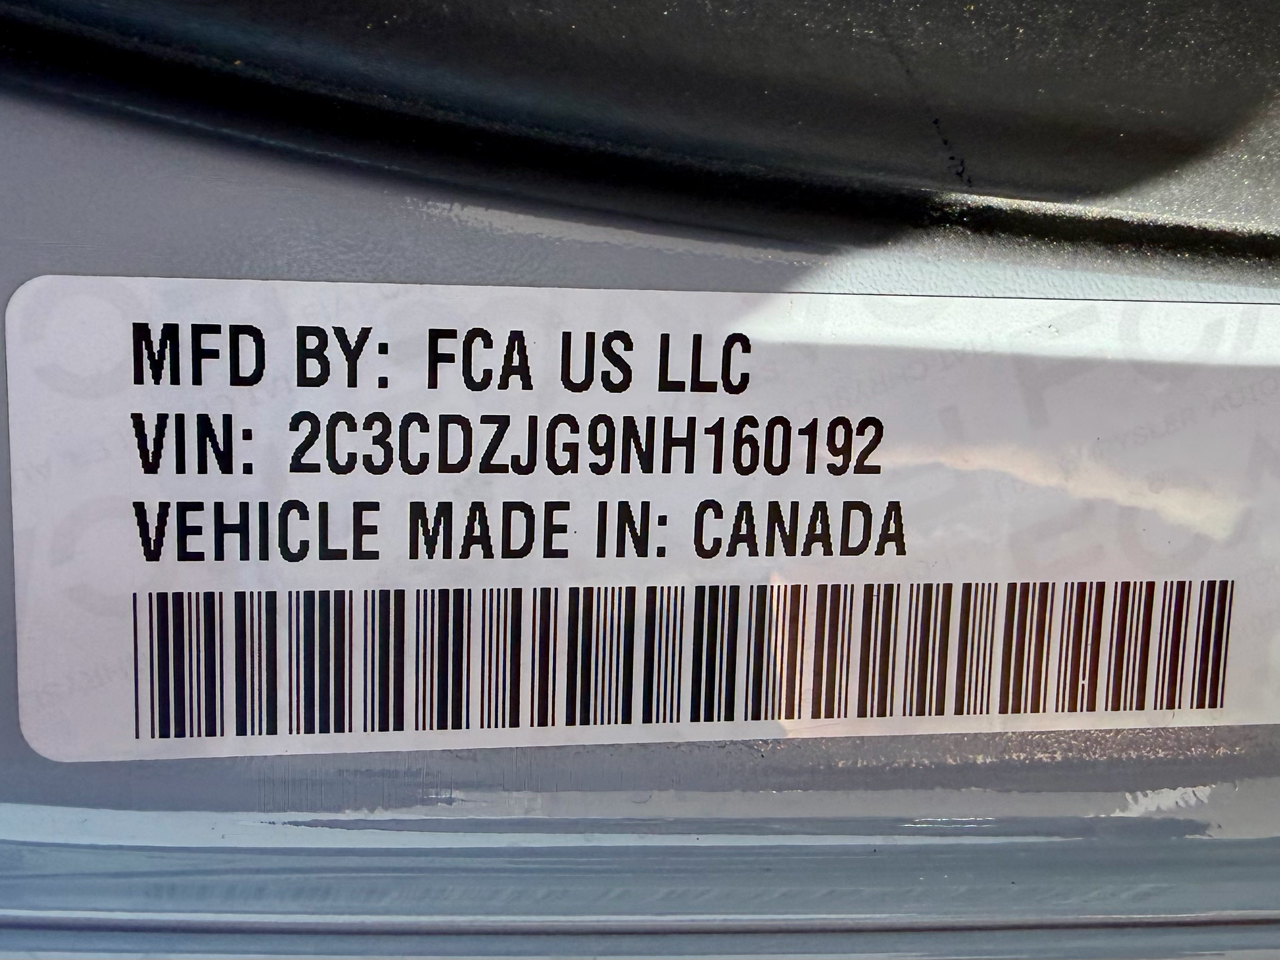 MFD BY: FCA US LLC
VIN: 2C3CDZJG9NH160192
VEHICLE MADE IN: CANADA